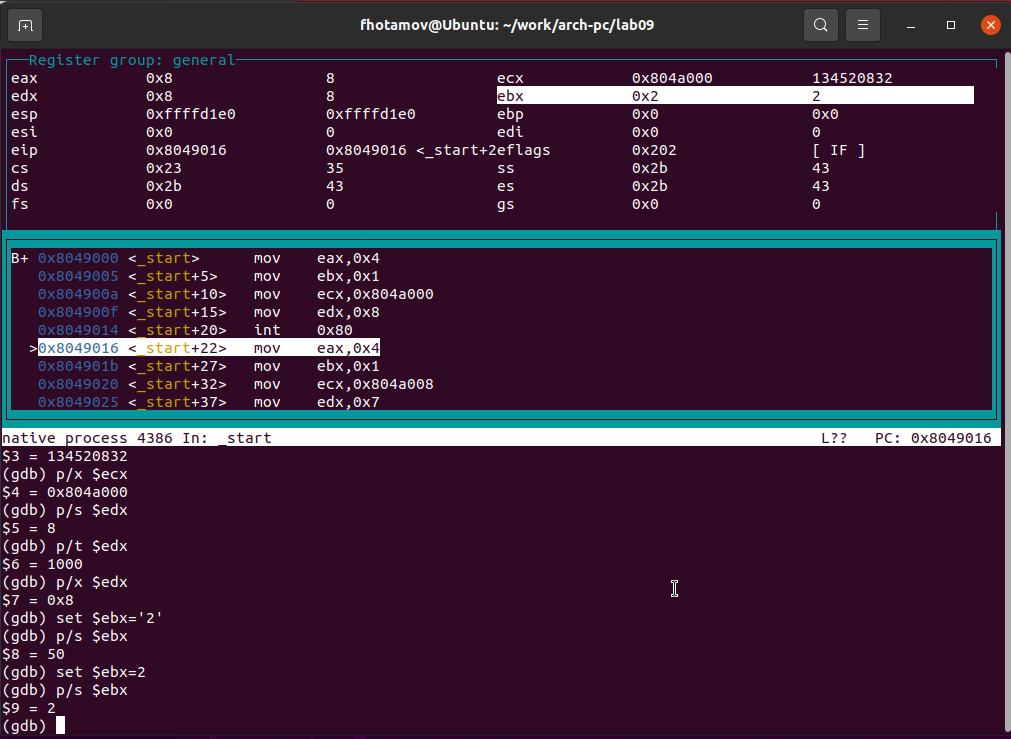 fhotamov@Ubuntu: ~/work/arch-pc/lab09
Register group: general
eax 0x8 8 ecx 0x804a000 134520832
edx 0x8 8 ebx 0x2 2
esp 0xffffd1e0 0xffffd1e0 ebp 0x0 0x0
esi 0x0 0 edi 0x0 0
eip 0x8049016 0x8049016 <_start+2eflags 0x202 [ IF ]
cs 0x23 35 ss 0x2b 43
ds 0x2b 43 es 0x2b 43
fs 0x0 0 gs 0x0 0
B+ 0x8049000 <_start> mov eax,0x4
0x8049005 <_start+5> mov ebx,0x1
0x804900a <_start+10> mov ecx,0x804a000
0x804900f <_start+15> mov edx,0x8
0x8049014 <_start+20> int 0x80
>0x8049016 <_start+22> mov eax,0x4
0x804901b <_start+27> mov ebx,0x1
0x8049020 <_start+32> mov ecx,0x804a008
0x8049025 <_start+37> mov edx,0x7
native process 4386 In: _start L?? PC: 0x8049016
$3 = 134520832
(gdb) p/x $ecx
$4 = 0x804a000
(gdb) p/s $edx
$5 = 8
(gdb) p/t $edx
$6 = 1000
(gdb) p/x $edx
$7 = 0x8
(gdb) set $ebx='2'
(gdb) p/s $ebx
$8 = 50
(gdb) set $ebx=2
(gdb) p/s $ebx
$9 = 2
(gdb)